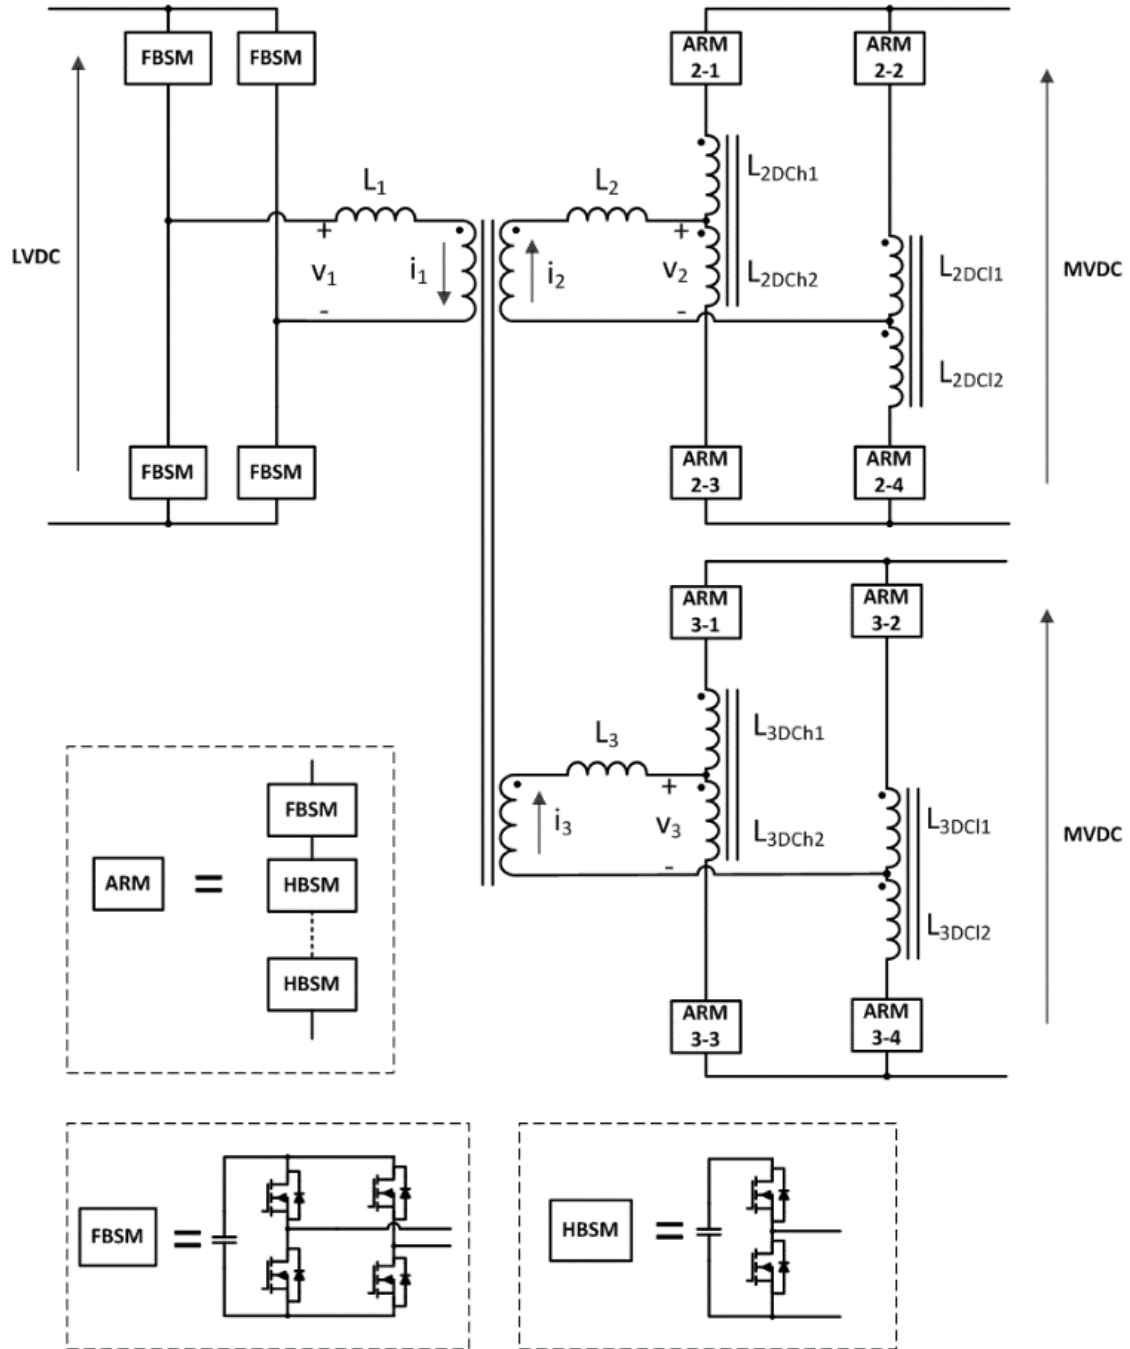 FBSM
FBSM
ARM
2-1
ARM
2-2
L2DCh1
L1
L2
LVDC
+
v1
-
i1
i2
+
v2
-
L2DCh2
L2DCl1
MVDC
L2DCl2
FBSM
FBSM
ARM
2-3
ARM
2-4
ARM
3-1
ARM
3-2
L3DCh1
L3
i3
+
v3
-
L3DCh2
L3DCl1
MVDC
L3DCl2
ARM
3-3
ARM
3-4
ARM
=
FBSM
HBSM
HBSM
FBSM
=
HBSM
=